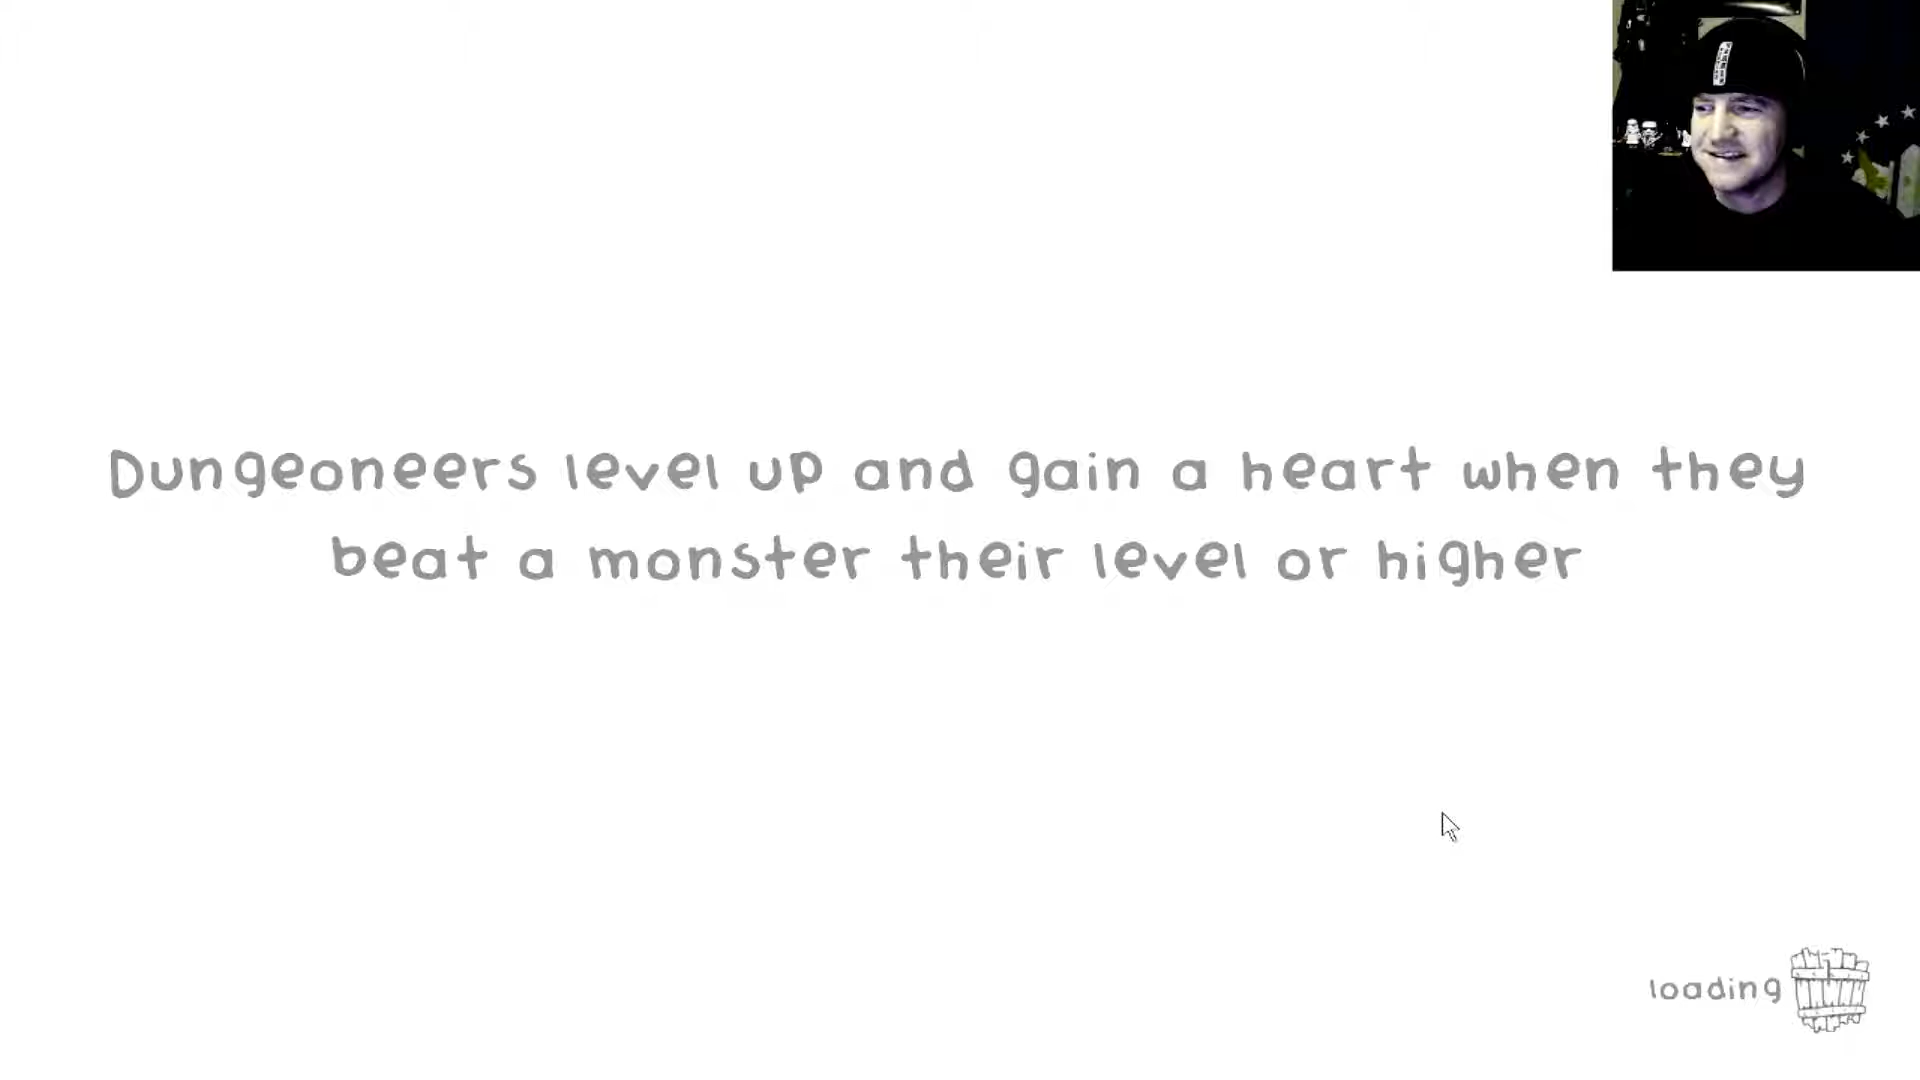 Dungeoneers level up and gain a heart when they
beat a monster their level or higher
loading